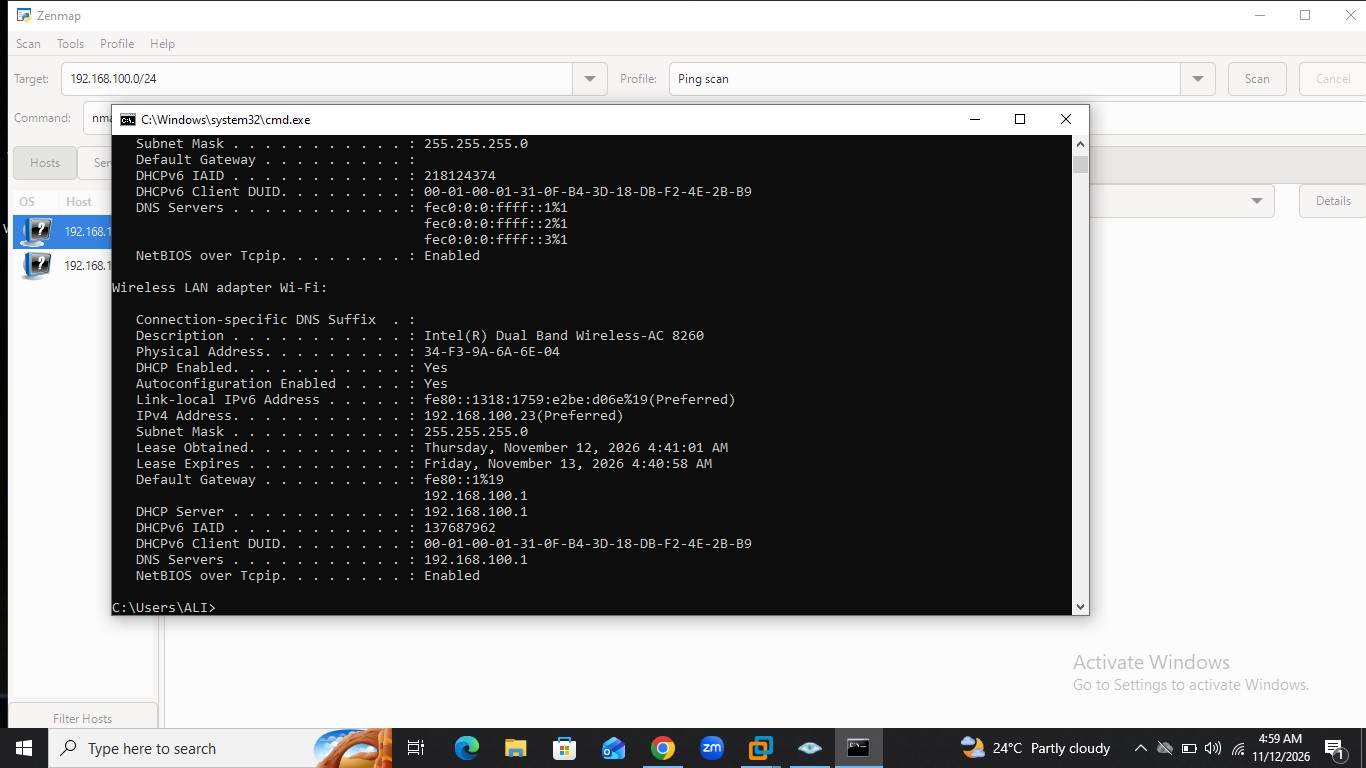 Zenmap
Scan Tools Profile Help
Target: 192.168.100.0/24 Profile: Ping scan Scan Cancel
Command:
C:\Windows\system32\cmd.exe
Hosts
OS Host
192.168.1
192.168.1
Details
Subnet Mask . . . . . . . . . . . : 255.255.255.0
Default Gateway . . . . . . . . . :
DHCPv6 IAID . . . . . . . . . . . : 218124374
DHCPv6 Client DUID. . . . . . . . : 00-01-00-01-31-0F-B4-3D-18-DB-F2-4E-2B-B9
DNS Servers . . . . . . . . . . . : fec0:0:0:ffff::1%1
fec0:0:0:ffff::2%1
fec0:0:0:ffff::3%1
NetBIOS over Tcpip. . . . . . . . : Enabled
Wireless LAN adapter Wi-Fi:
Connection-specific DNS Suffix . :
Description . . . . . . . . . . . : Intel(R) Dual Band Wireless-AC 8260
Physical Address. . . . . . . . . : 34-F3-9A-6A-6E-04
DHCP Enabled. . . . . . . . . . . : Yes
Autoconfiguration Enabled . . . . : Yes
Link-local IPv6 Address . . . . . : fe80::1318:1759:e2be:d06e%19(Preferred)
IPv4 Address. . . . . . . . . . . : 192.168.100.23(Preferred)
Subnet Mask . . . . . . . . . . . : 255.255.255.0
Lease Obtained. . . . . . . . . . : Thursday, November 12, 2026 4:41:01 AM
Lease Expires . . . . . . . . . . : Friday, November 13, 2026 4:40:58 AM
Default Gateway . . . . . . . . . : fe80::1%19
192.168.100.1
DHCP Server . . . . . . . . . . . : 192.168.100.1
DHCPv6 IAID . . . . . . . . . . . : 137687962
DHCPv6 Client DUID. . . . . . . . : 00-01-00-01-31-0F-B4-3D-18-DB-F2-4E-2B-B9
DNS Servers . . . . . . . . . . . : 192.168.100.1
NetBIOS over Tcpip. . . . . . . . : Enabled
C:\Users\ALI>
Activate Windows
Go to Settings to activate Windows.
Filter Hosts
Type here to search
zm
24°C Partly cloudy
4:59 AM
11/12/2026
1